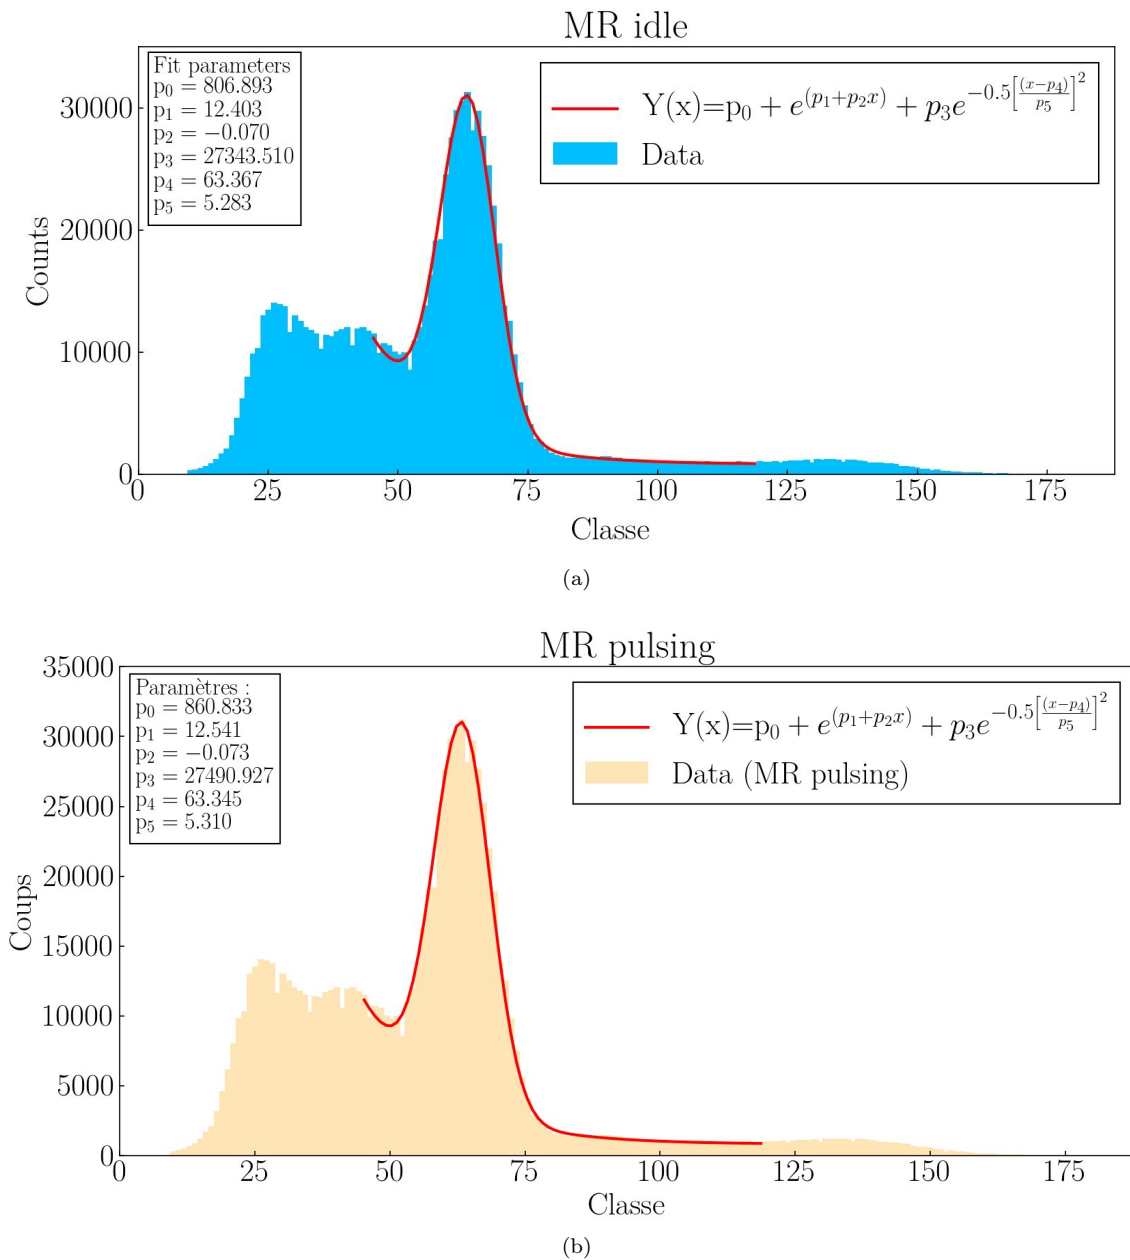 MR idle
Fit parameters
p₀ = 806.893
p₁ = 12.403
p₂ = −0.070
p₃ = 27343.510
p₄ = 63.367
p₅ = 5.283
Y(x)=p₀ + e^{(p₁+p₂x)} + p₃e^{−0.5[\frac{(x−p₄)}{p₅}]²}
Data
30000
20000
10000
0
Counts
0 25 50 75 100 125 150 175
Classe
(a)
MR pulsing
Paramètres :
p₀ = 860.833
p₁ = 12.541
p₂ = −0.073
p₃ = 27490.927
p₄ = 63.345
p₅ = 5.310
Y(x)=p₀ + e^{(p₁+p₂x)} + p₃e^{−0.5[\frac{(x−p₄)}{p₅}]²}
Data (MR pulsing)
35000
30000
25000
20000
15000
10000
5000
0
Coups
0 25 50 75 100 125 150 175
Classe
(b)